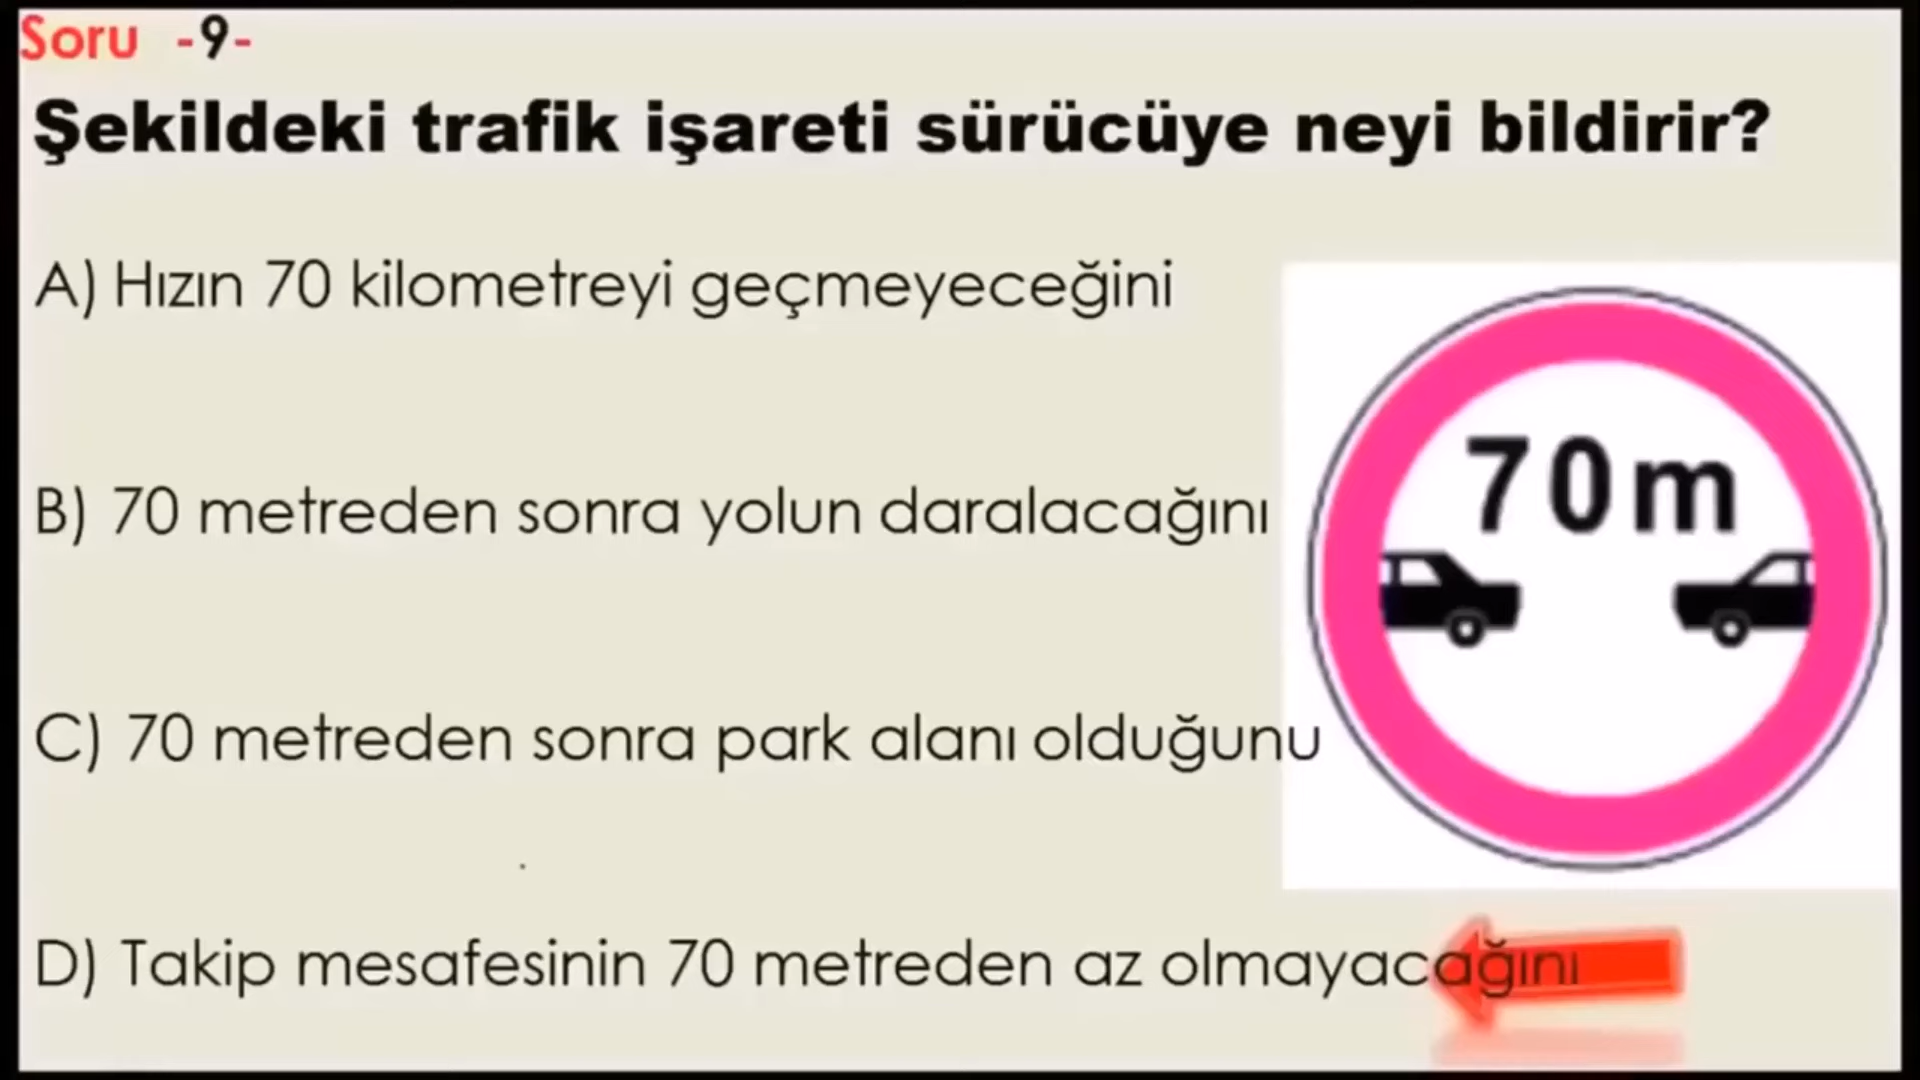 Soru -9-
Şekildeki trafik işareti sürücüye neyi bildirir?
A) Hızın 70 kilometreyi geçmeyeceğini
B) 70 metreden sonra yolun daralacağını
C) 70 metreden sonra park alanı olduğunu
D) Takip mesafesinin 70 metreden az olmayacağını
70m